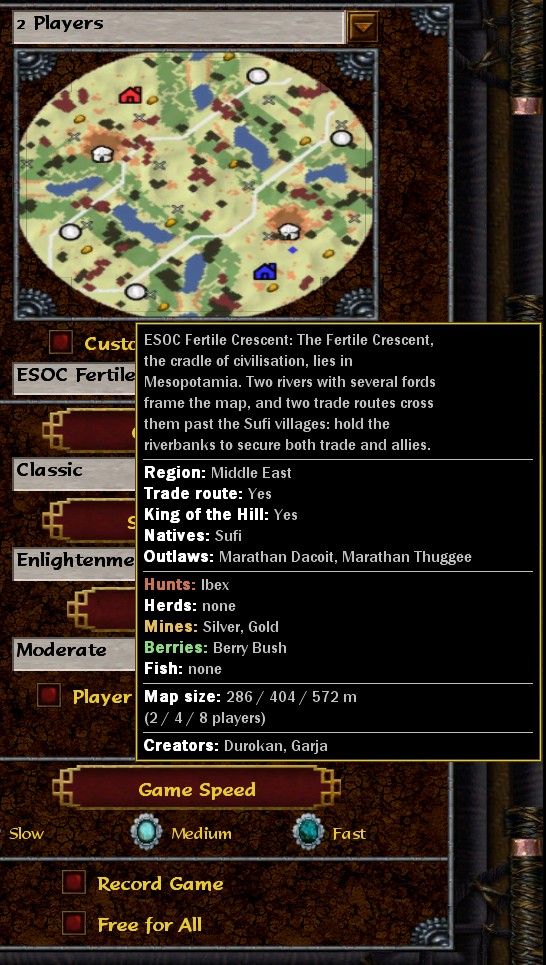 2 Players
Custo
ESOC Fertile
ESOC Fertile Crescent: The Fertile Crescent,
the cradle of civilisation, lies in
Mesopotamia. Two rivers with several fords
frame the map, and two trade routes cross
them past the Sufi villages: hold the
riverbanks to secure both trade and allies.
Region: Middle East
Trade route: Yes
King of the Hill: Yes
Natives: Sufi
Outlaws: Marathan Dacoit, Marathan Thuggee
Hunts: Ibex
Herds: none
Mines: Silver, Gold
Berries: Berry Bush
Fish: none
Map size: 286 / 404 / 572 m
(2 / 4 / 8 players)
Creators: Durokan, Garja
Classic
S
Enlightenme
Moderate
Player
Game Speed
Slow Medium Fast
Record Game
Free for All